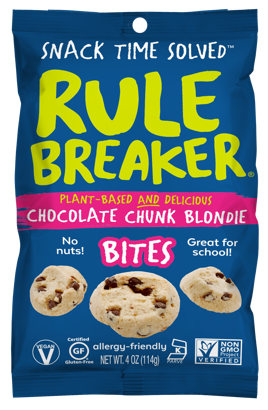 SNACK TIME SOLVED™
RULE
BREAKER®
PLANT-BASED AND DELICIOUS
CHOCOLATE CHUNK BLONDIE
BITES
No
nuts!
Great for
school!
VEGAN
V
Certified
GF
Gluten-Free
allergy-friendly
NET WT. 4 OZ (114g)
K
NON
GMO
Project
VERIFIED